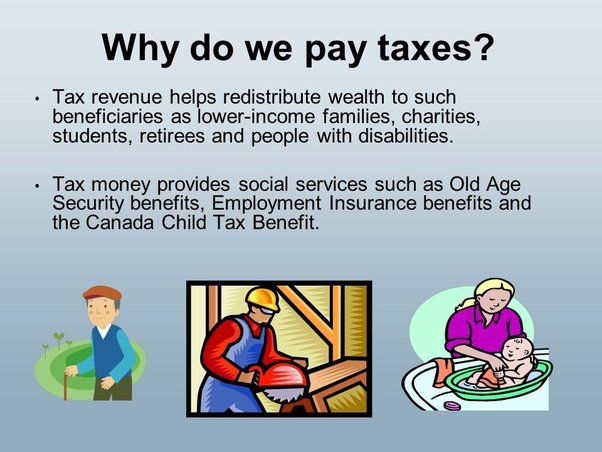 Why do we pay taxes?
• Tax revenue helps redistribute wealth to such
beneficiaries as lower-income families, charities,
students, retirees and people with disabilities.
• Tax money provides social services such as Old Age
Security benefits, Employment Insurance benefits and
the Canada Child Tax Benefit.